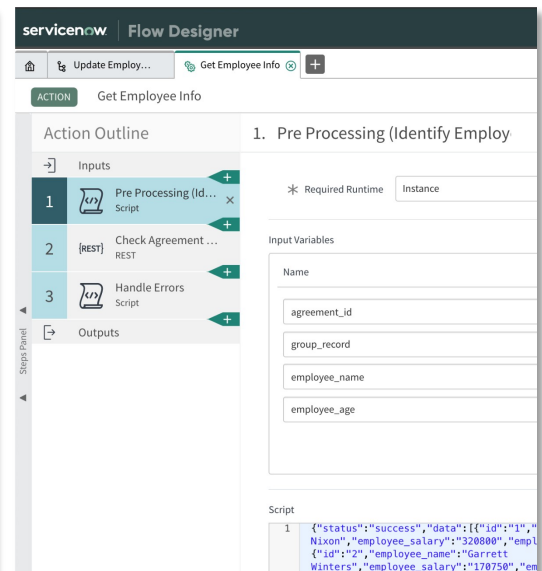 servicenow Flow Designer
Update Employ... Get Employee Info
ACTION Get Employee Info
Action Outline
Inputs
1 Pre Processing (Id...
Script
2 {REST} Check Agreement ...
REST
3 Handle Errors
Script
Outputs
Steps Panel
1. Pre Processing (Identify Employ
* Required Runtime Instance
Input Variables
Name
agreement_id
group_record
employee_name
employee_age
Script
1 {"status":"success","data":[{"id":"1","
Nixon","employee_salary":"320800","empl
{"id":"2","employee_name":"Garrett
Winters","employee_salary":"170750","em